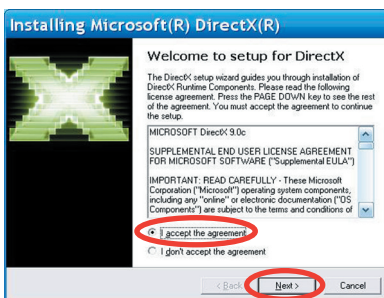 Installing Microsoft(R) DirectX(R)
Welcome to setup for DirectX
The DirectX setup wizard guides you through installation of
DirectX Runtime Components. Please read the following
license agreement. Press the PAGE DOWN key to see the rest
of the agreement. You must accept the agreement to continue
the setup.
MICROSOFT DirectX 9.0c
SUPPLEMENTAL END USER LICENSE AGREEMENT
FOR MICROSOFT SOFTWARE ("Supplemental EULA")
IMPORTANT: READ CAREFULLY - These Microsoft
Corporation ("Microsoft") operating system components,
including any "online" or electronic documentation ("OS
Components") are subject to the terms and conditions of
I accept the agreement
I don't accept the agreement
< Back
Next >
Cancel